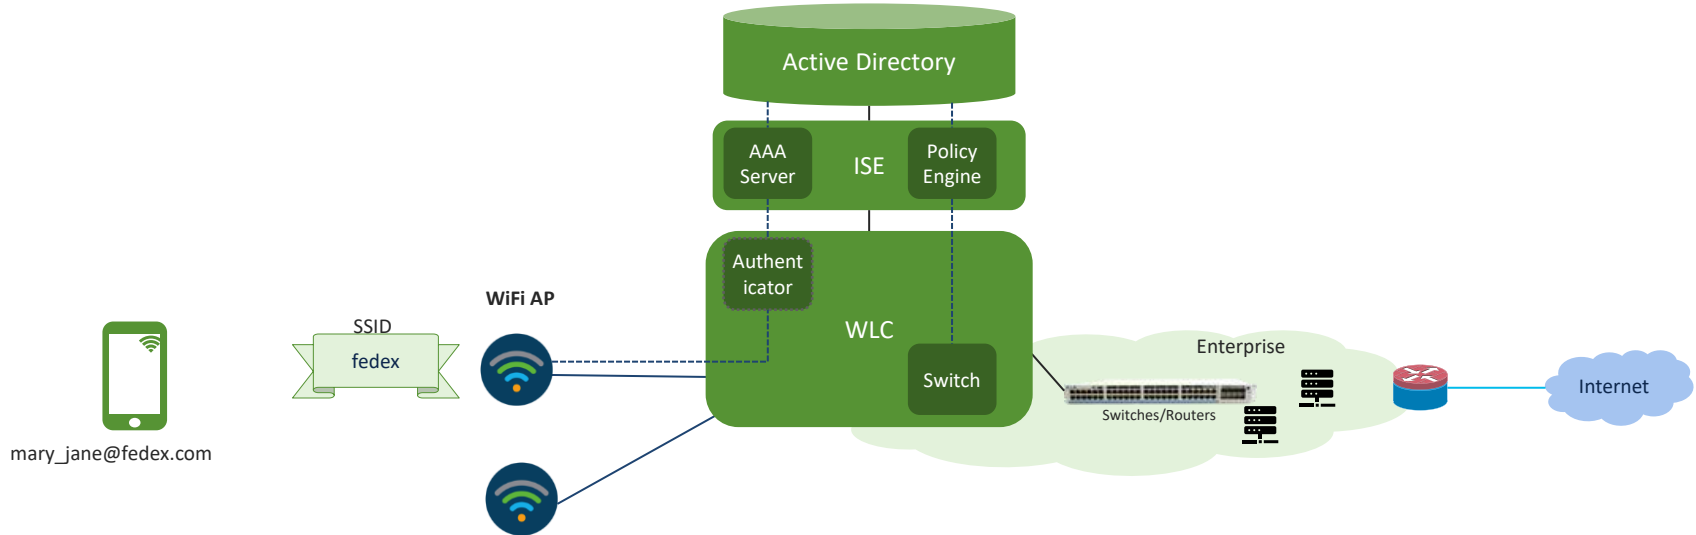 Active Directory
AAA
Server
ISE
Policy
Engine
Authent
icator
WiFi AP
SSID
fedex
WLC
Switch
Enterprise
Switches/Routers
Internet
mary_jane@fedex.com